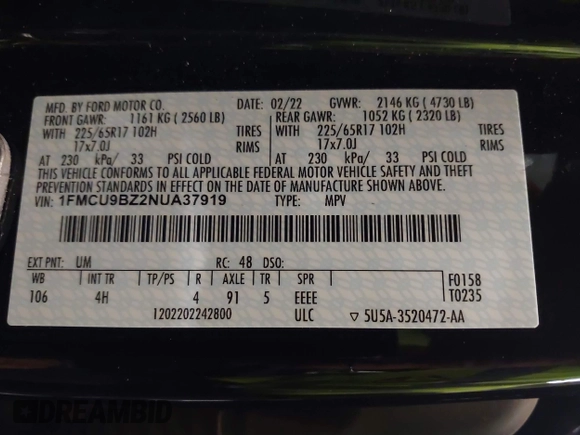 MFD. BY FORD MOTOR CO. DATE: 02/22 GVWR: 2146 KG ( 4730 LB)
FRONT GAWR: 1161 KG ( 2560 LB) REAR GAWR: 1052 KG ( 2320 LB)
WITH 225/65R17 102H TIRES WITH 225/65R17 102H TIRES
17x7.0J RIMS 17x7.0J RIMS
AT 230 kPa/ 33 PSI COLD AT 230 kPa/ 33 PSI COLD
THIS VEHICLE CONFORMS TO ALL APPLICABLE FEDERAL MOTOR VEHICLE SAFETY AND THEFT
PREVENTION STANDARDS IN EFFECT ON THE DATE OF MANUFACTURE SHOWN ABOVE.
VIN: 1FMCU9BZ2NUA37919 TYPE: MPV
EXT PNT: UM RC: 48 DSO:
WB INT TR TP/PS R AXLE TR SPR F0158
106 4H 4 91 5 EEEE T0235
1202202242800 ULC ▽ 5U5A-3520472-AA
DREAMBID